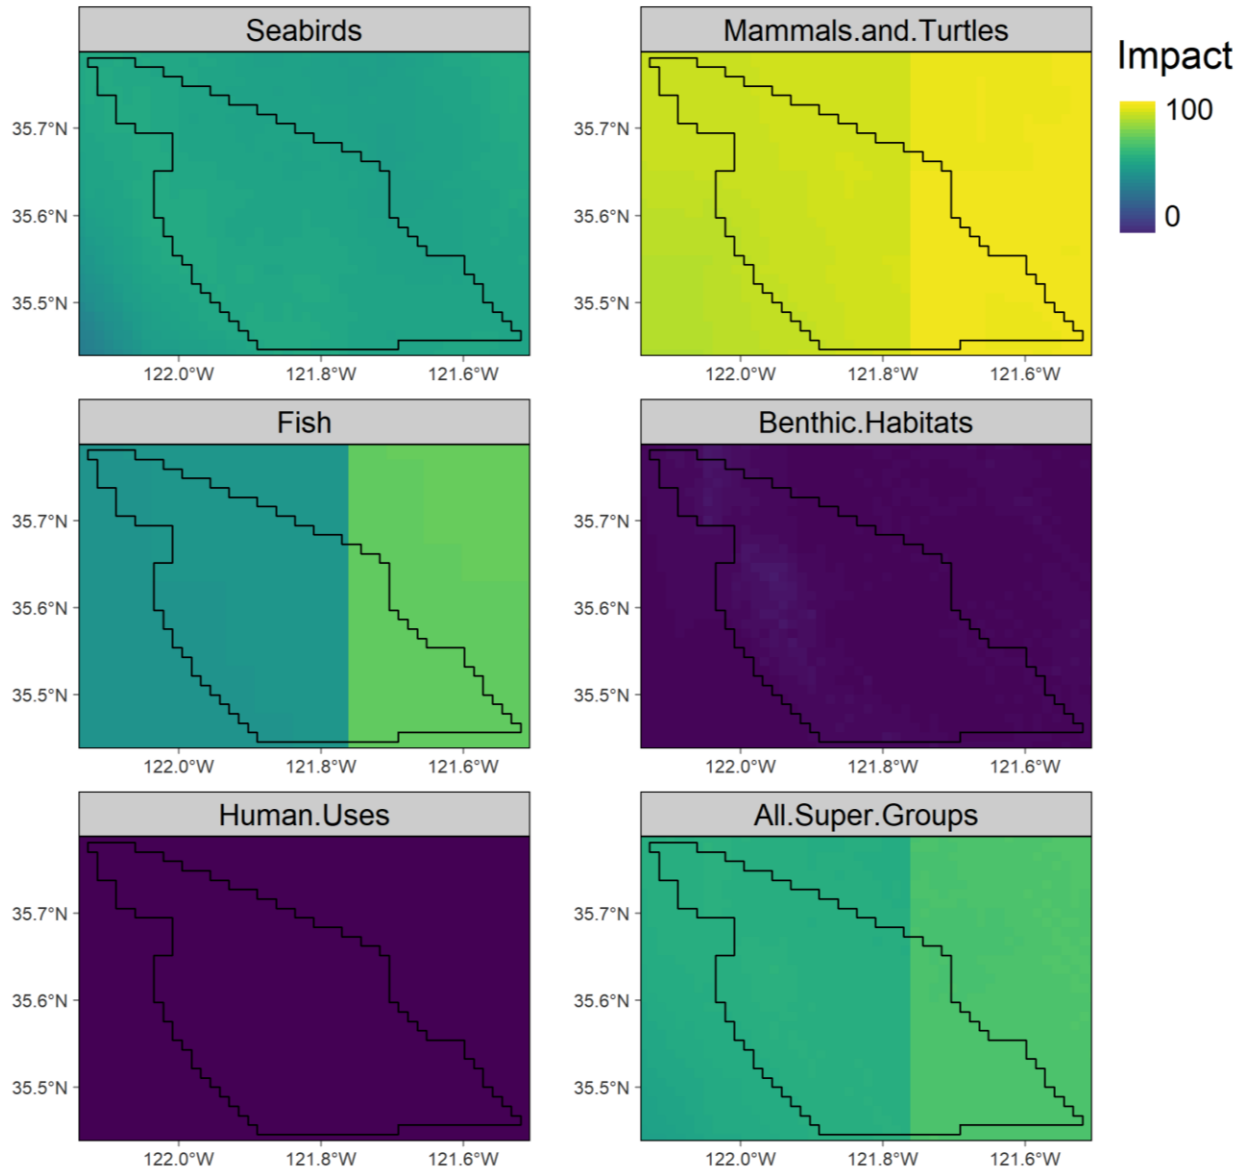 Seabirds
Mammals.and.Turtles
Impact
100
0
35.7°N
35.6°N
35.5°N
122.0°W 121.8°W 121.6°W
35.7°N
35.6°N
35.5°N
122.0°W 121.8°W 121.6°W
Fish
Benthic.Habitats
35.7°N
35.6°N
35.5°N
122.0°W 121.8°W 121.6°W
35.7°N
35.6°N
35.5°N
122.0°W 121.8°W 121.6°W
Human.Uses
All.Super.Groups
35.7°N
35.6°N
35.5°N
122.0°W 121.8°W 121.6°W
35.7°N
35.6°N
35.5°N
122.0°W 121.8°W 121.6°W